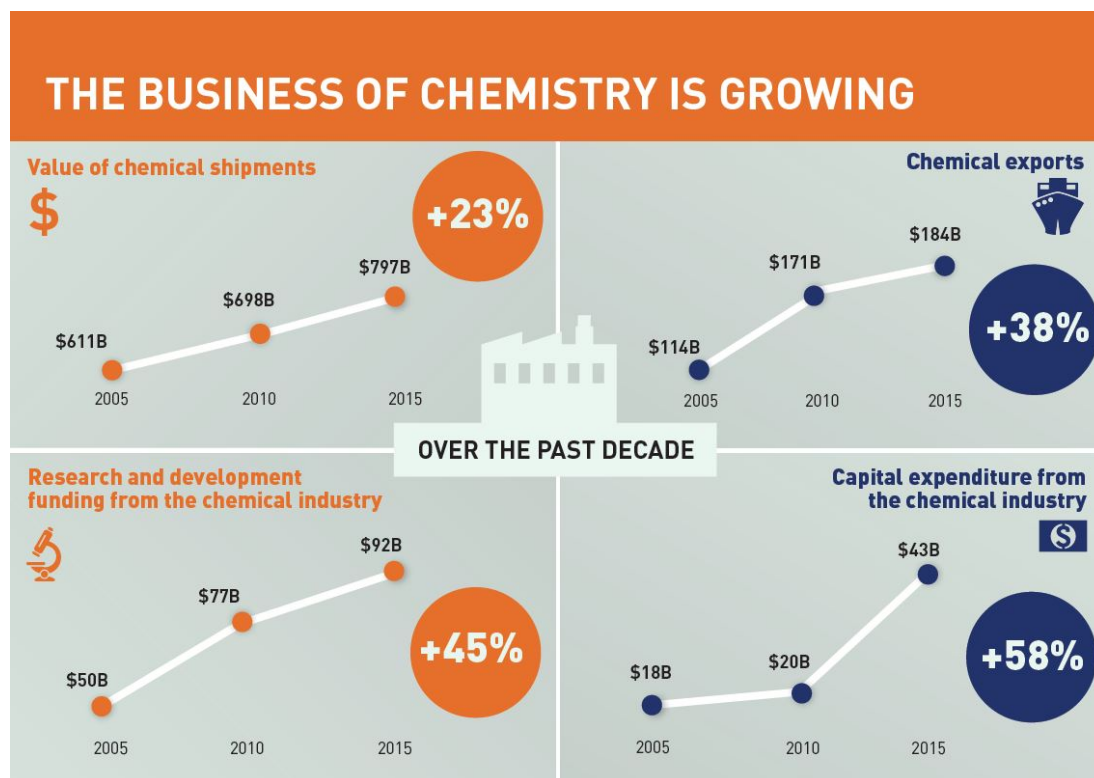 THE BUSINESS OF CHEMISTRY IS GROWING
Value of chemical shipments
$
+23%
$611B
$698B
$797B
2005
2010
2015
Chemical exports
$114B
$171B
$184B
+38%
2005
2010
2015
OVER THE PAST DECADE
Research and development
funding from the chemical industry
$50B
$77B
$92B
+45%
2005
2010
2015
Capital expenditure from
the chemical industry
$
$18B
$20B
$43B
+58%
2005
2010
2015